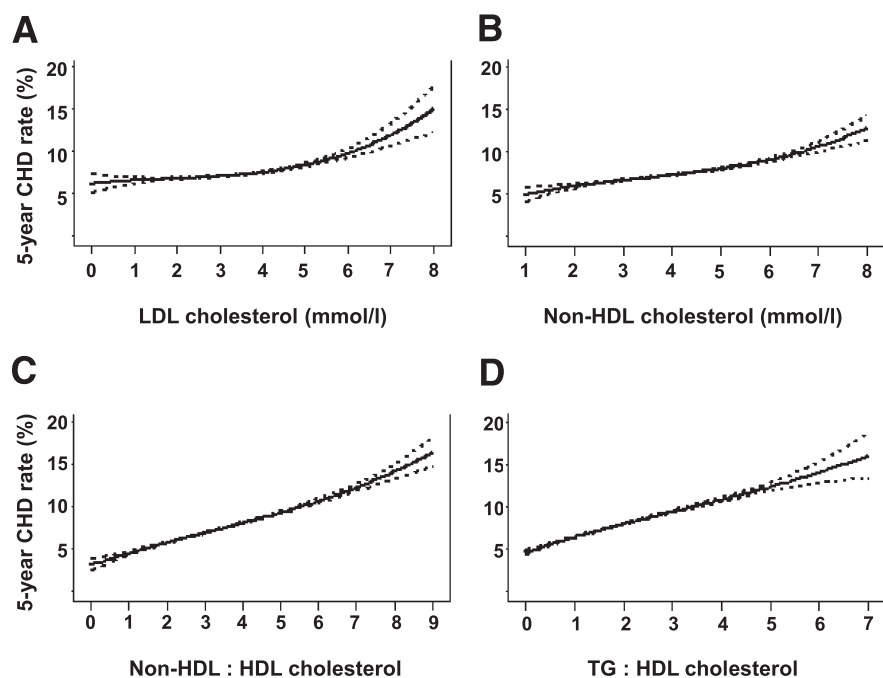 A
B
5-year CHD rate (%)
20
15
10
5
0 1 2 3 4 5 6 7 8
LDL cholesterol (mmol/l)
20
15
10
5
1 2 3 4 5 6 7 8
Non-HDL cholesterol (mmol/l)
C
D
5-year CHD rate (%)
20
15
10
5
0 1 2 3 4 5 6 7 8 9
Non-HDL : HDL cholesterol
20
15
10
5
0 1 2 3 4 5 6 7
TG : HDL cholesterol